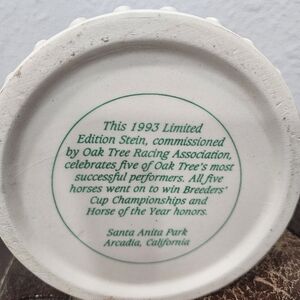 This 1993 Limited
Edition Stein, commissioned
by Oak Tree Racing Association,
celebrates five of Oak Tree's most
successful performers. All five
horses went on to win Breeders'
Cup Championships and
Horse of the Year honors.
Santa Anita Park
Arcadia, California